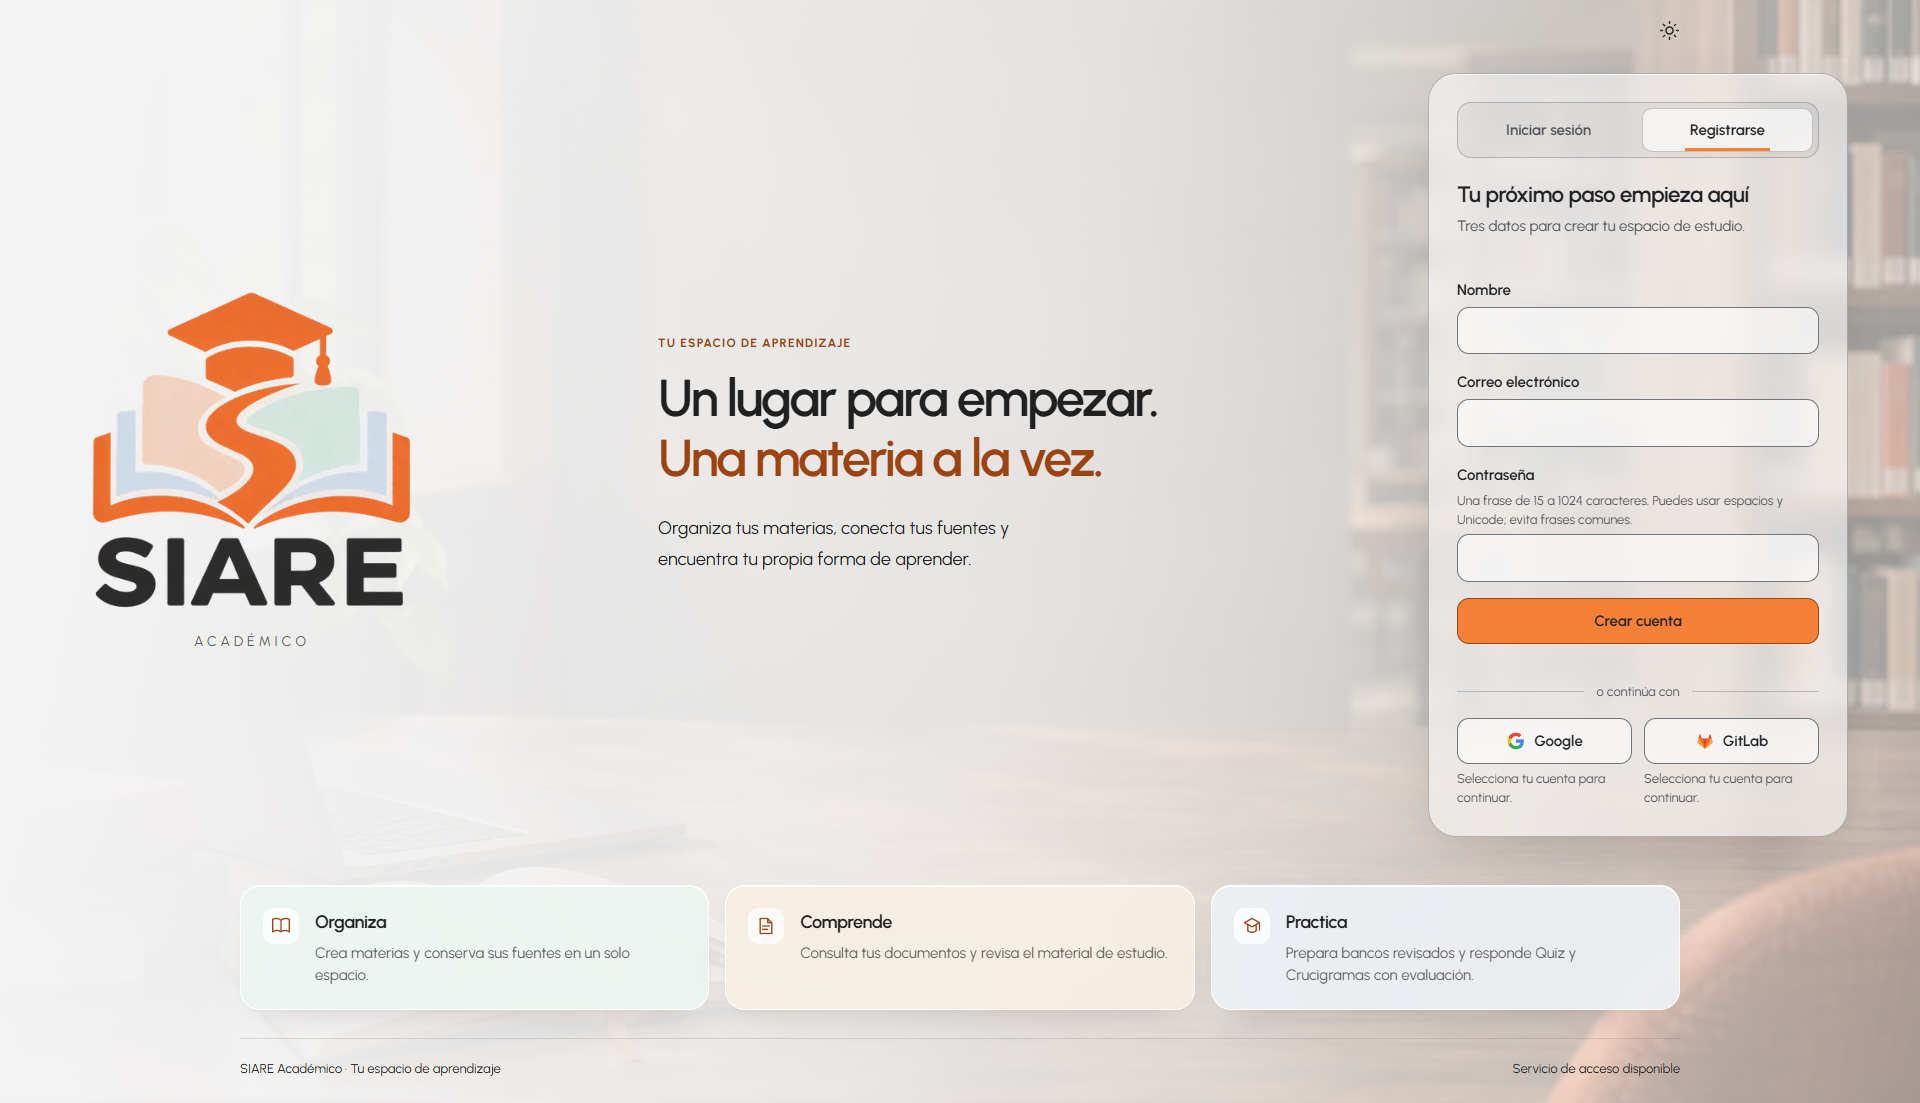 SIARE
ACADÉMICO
TU ESPACIO DE APRENDIZAJE
Un lugar para empezar.
Una materia a la vez.
Organiza tus materias, conecta tus fuentes y
encuentra tu propia forma de aprender.
Iniciar sesión
Registrarse
Tu próximo paso empieza aquí
Tres datos para crear tu espacio de estudio.
Nombre
Correo electrónico
Contraseña
Una frase de 15 a 1024 caracteres. Puedes usar espacios y
Unicode; evita frases comunes.
Crear cuenta
o continúa con
Google
GitLab
Selecciona tu cuenta para
continuar.
Selecciona tu cuenta para
continuar.
Organiza
Crea materias y conserva sus fuentes en un solo
espacio.
Comprende
Consulta tus documentos y revisa el material de estudio.
Practica
Prepara bancos revisados y responde Quiz y
Crucigramas con evaluación.
SIARE Académico · Tu espacio de aprendizaje
Servicio de acceso disponible